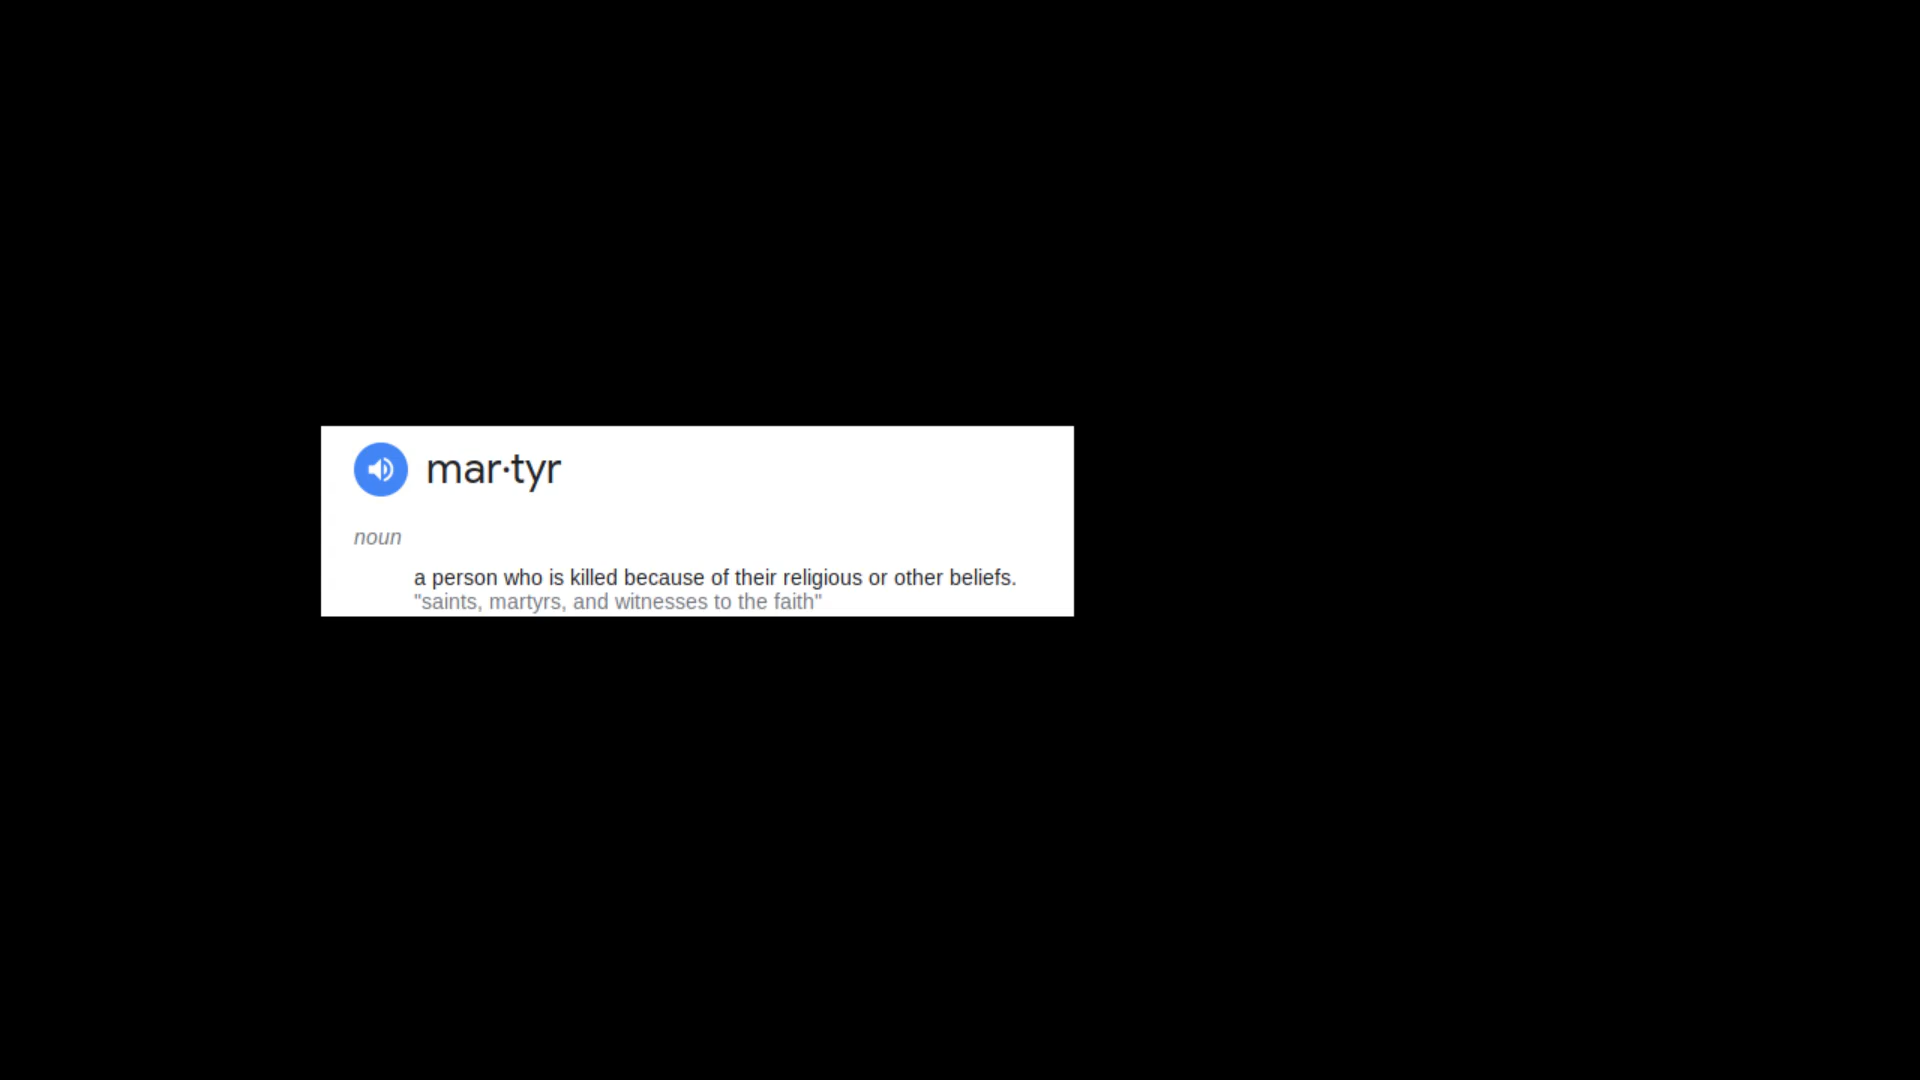 mar·tyr
noun
a person who is killed because of their religious or other beliefs.
"saints, martyrs, and witnesses to the faith"